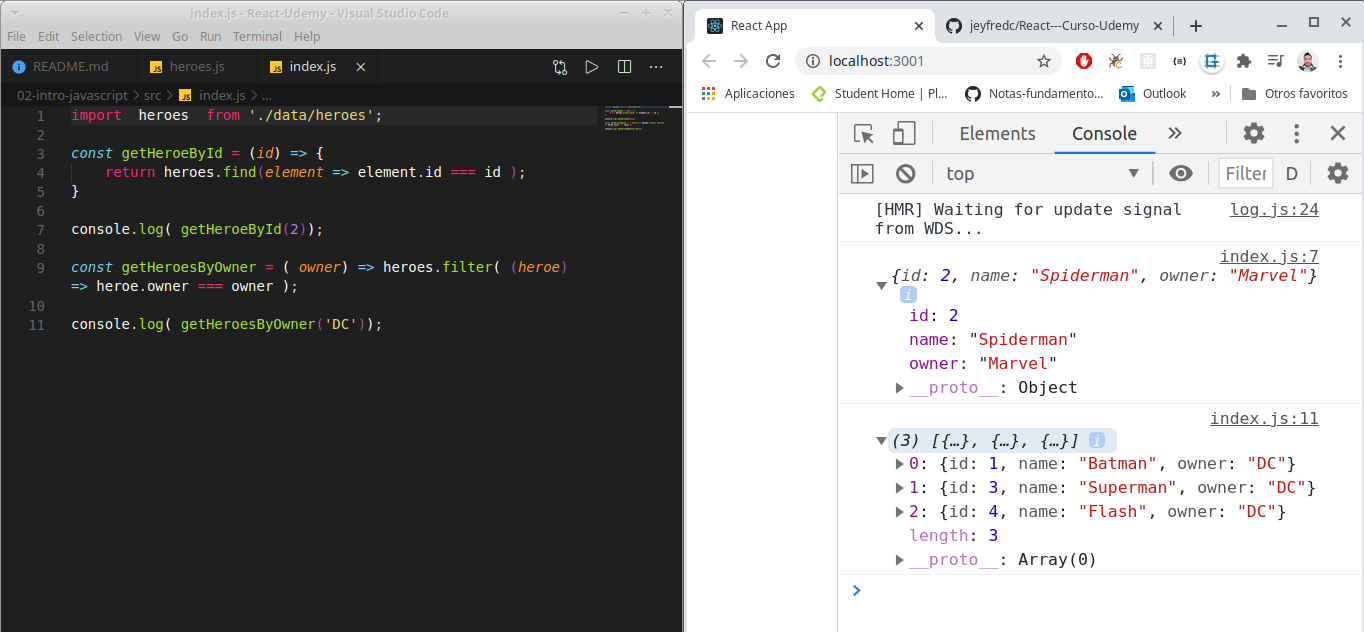 index.js - React-Udemy - Visual Studio Code
File Edit Selection View Go Run Terminal Help
README.md heroes.js index.js
02-intro-javascript > src > index.js > ...
1 import  heroes  from './data/heroes';
2
3 const getHeroeById = (id) => {
4     return heroes.find(element => element.id === id );
5 }
6
7 console.log( getHeroeById(2));
8
9 const getHeroesByOwner = ( owner) => heroes.filter( (heroe)
=> heroe.owner === owner );
10
11 console.log( getHeroesByOwner('DC'));
React App jeyfredc/React---Curso-Udemy
localhost:3001
Aplicaciones Student Home | Pl... Notas-fundamento... Outlook » Otros favoritos
Elements Console »
top Filter D
[HMR] Waiting for update signal log.js:24
from WDS...
index.js:7
{id: 2, name: "Spiderman", owner: "Marvel"}
i
id: 2
name: "Spiderman"
owner: "Marvel"
__proto__: Object
index.js:11
(3) [{…}, {…}, {…}] i
0: {id: 1, name: "Batman", owner: "DC"}
1: {id: 3, name: "Superman", owner: "DC"}
2: {id: 4, name: "Flash", owner: "DC"}
length: 3
__proto__: Array(0)